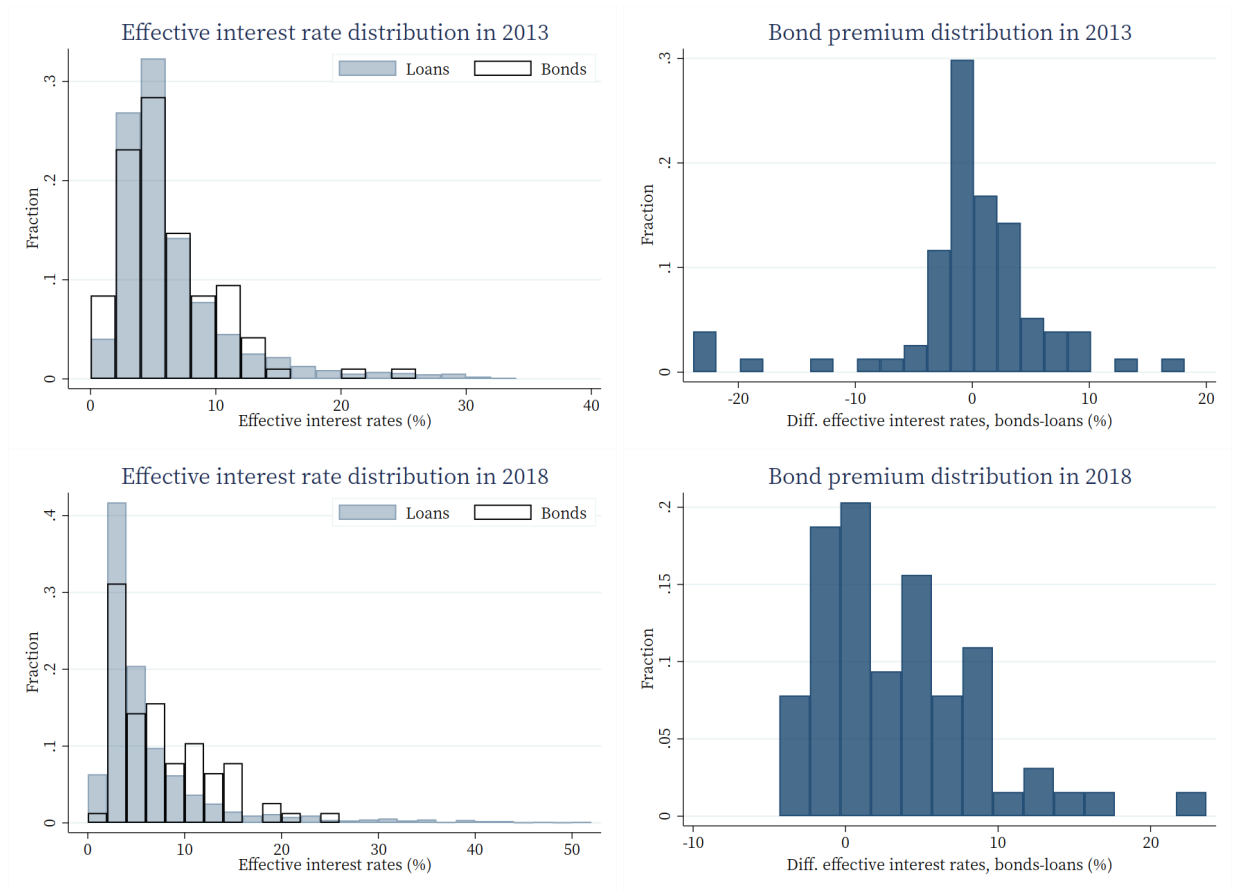 Effective interest rate distribution in 2013
Loans Bonds
.3
.2
.1
0
Fraction
0 10 20 30 40
Effective interest rates (%)
Bond premium distribution in 2013
.3
.2
.1
0
Fraction
-20 -10 0 10 20
Diff. effective interest rates, bonds-loans (%)
Effective interest rate distribution in 2018
Loans Bonds
.4
.3
.2
.1
0
Fraction
0 10 20 30 40 50
Effective interest rates (%)
Bond premium distribution in 2018
.2
.15
.1
.05
0
Fraction
-10 0 10 20
Diff. effective interest rates, bonds-loans (%)